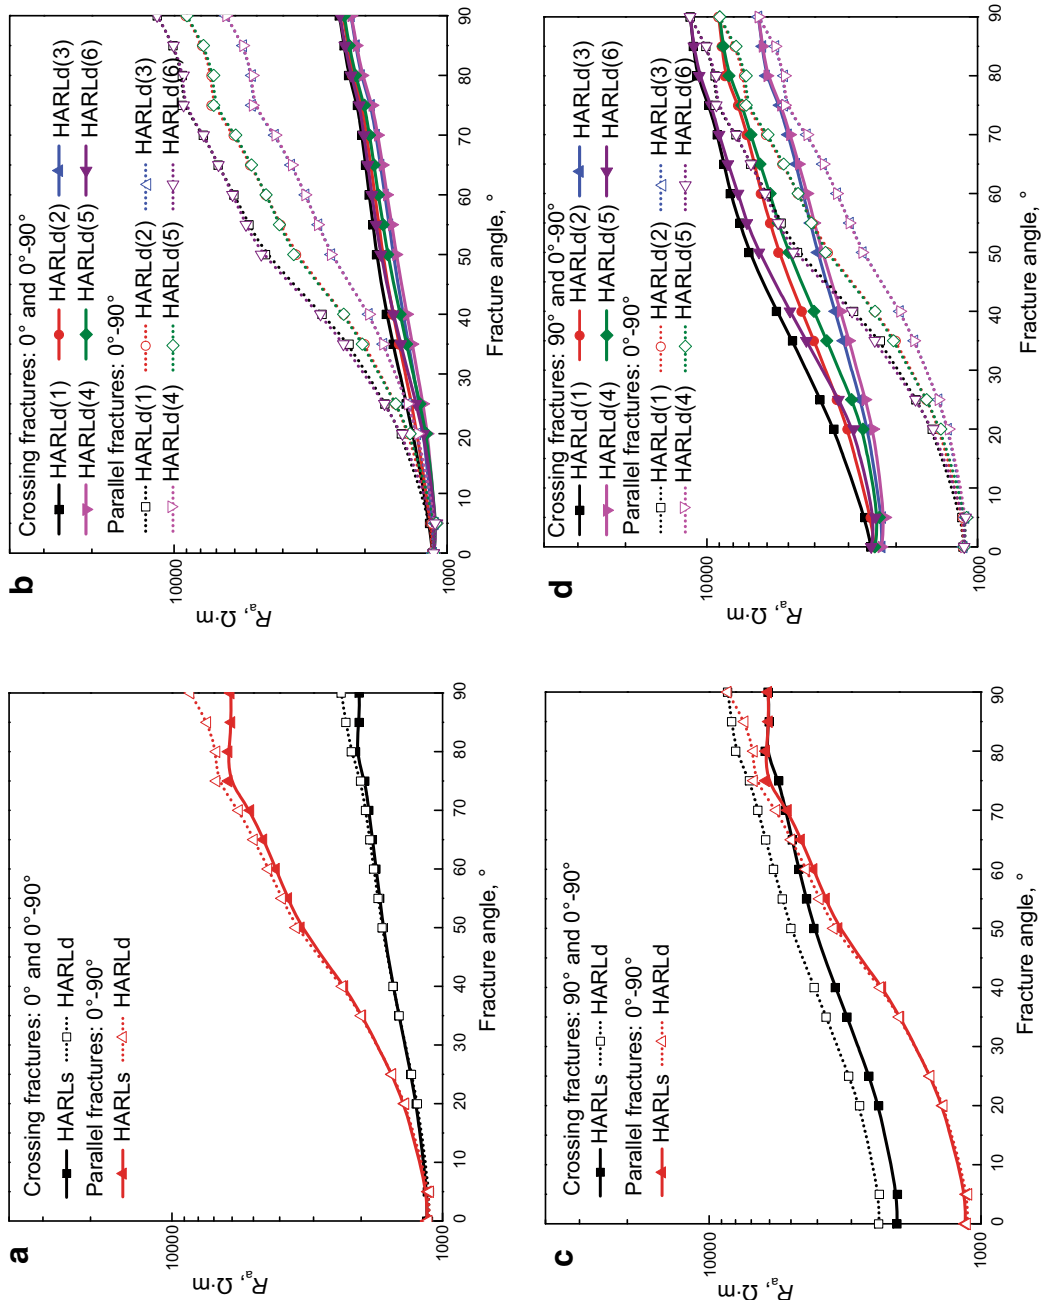 a
Crossing fractures: 0° and 0°-90°
HARLs HARLd
Parallel fractures: 0°-90°
HARLs HARLd
10000
1000
Rₐ, Ω·m
0 5 10 20 30 40 50 60 70 80 90
Fracture angle, °
b
Crossing fractures: 0° and 0°-90°
HARLd(1) HARLd(2) HARLd(3)
HARLd(4) HARLd(5) HARLd(6)
Parallel fractures: 0°-90°
HARLd(1) HARLd(2) HARLd(3)
HARLd(4) HARLd(5) HARLd(6)
10000
1000
Rₐ, Ω·m
0 5 10 20 30 40 50 60 70 80 90
Fracture angle, °
c
Crossing fractures: 90° and 0°-90°
HARLs HARLd
Parallel fractures: 0°-90°
HARLs HARLd
10000
1000
Rₐ, Ω·m
0 5 10 20 30 40 50 60 70 80 90
Fracture angle, °
d
Crossing fractures: 90° and 0°-90°
HARLd(1) HARLd(2) HARLd(3)
HARLd(4) HARLd(5) HARLd(6)
Parallel fractures: 0°-90°
HARLd(1) HARLd(2) HARLd(3)
HARLd(4) HARLd(5) HARLd(6)
10000
1000
Rₐ, Ω·m
0 5 10 20 30 40 50 60 70 80 90
Fracture angle, °